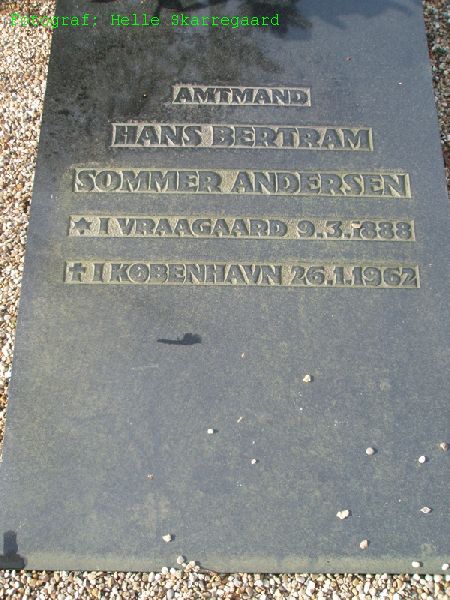 Fotograf: Helle Skarregaard
AMTMAND
HANS BERTRAM
SOMMER ANDERSEN
* I VRAAGAARD 9.3.1888
✝ I KØBENHAVN 26.1.1962